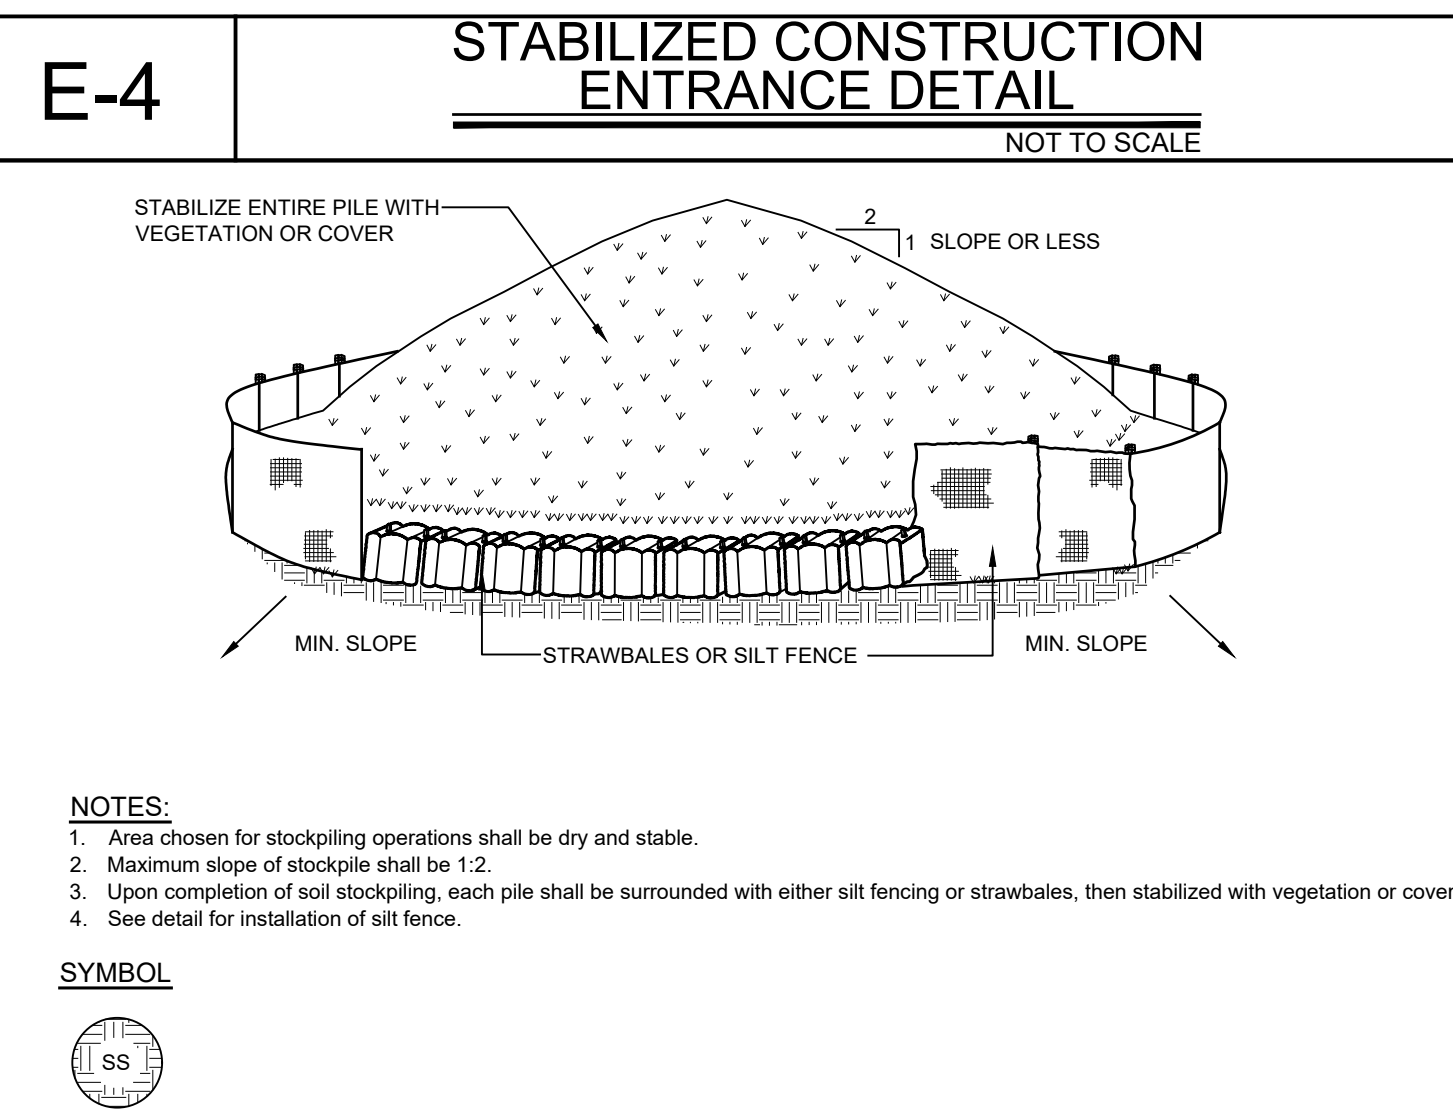 E-4
STABILIZED CONSTRUCTION
ENTRANCE DETAIL
NOT TO SCALE
STABILIZE ENTIRE PILE WITH
VEGETATION OR COVER
2
1 SLOPE OR LESS
MIN. SLOPE
STRAWBALES OR SILT FENCE
MIN. SLOPE
NOTES:
1. Area chosen for stockpiling operations shall be dry and stable.
2. Maximum slope of stockpile shall be 1:2.
3. Upon completion of soil stockpiling, each pile shall be surrounded with either silt fencing or strawbales, then stabilized with vegetation or cover
4. See detail for installation of silt fence.
SYMBOL
SS